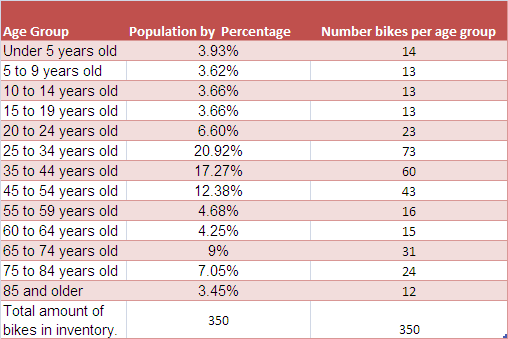 Age Group Population by Percentage Number bikes per age group
Under 5 years old 3.93% 14
5 to 9 years old 3.62% 13
10 to 14 years old 3.66% 13
15 to 19 years old 3.66% 13
20 to 24 years old 6.60% 23
25 to 34 years old 20.92% 73
35 to 44 years old 17.27% 60
45 to 54 years old 12.38% 43
55 to 59 years old 4.68% 16
60 to 64 years old 4.25% 15
65 to 74 years old 9% 31
75 to 84 years old 7.05% 24
85 and older 3.45% 12
Total amount of
bikes in inventory. 350 350